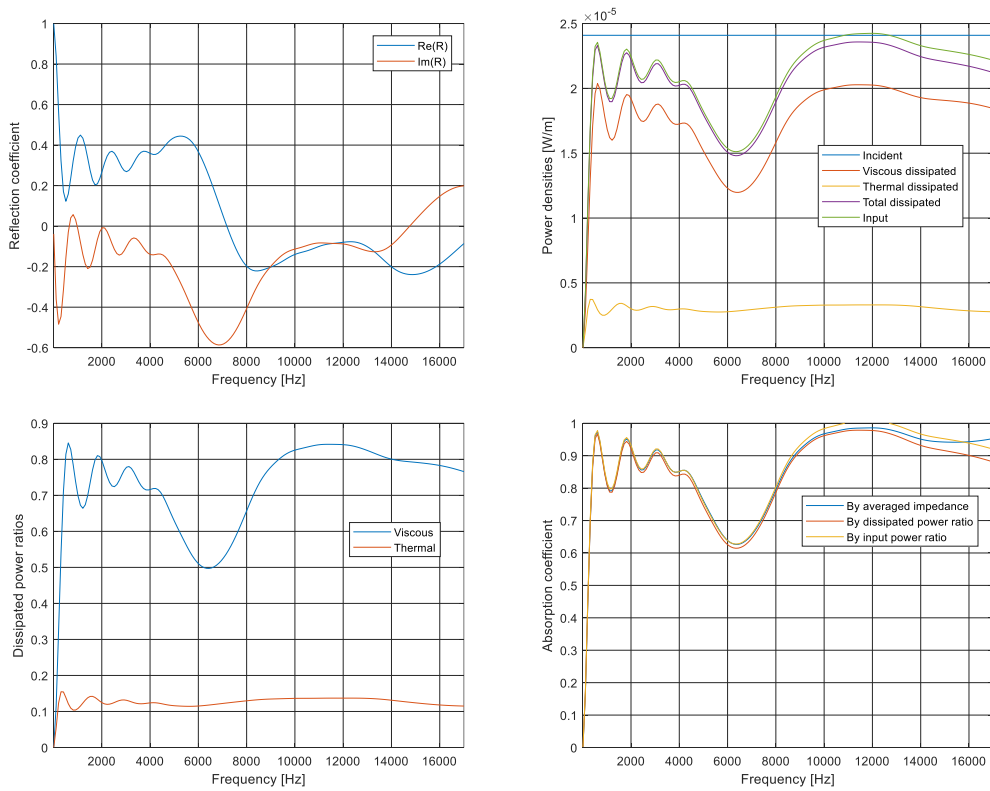 1
0.8
0.6
0.4
0.2
0
-0.2
-0.4
-0.6
Reflection coefficient
Re(R)
Im(R)
2000 4000 6000 8000 10000 12000 14000 16000
Frequency [Hz]
×10⁻⁵
2.5
2
1.5
1
0.5
0
Power densities [W/m]
Incident
Viscous dissipated
Thermal dissipated
Total dissipated
Input
2000 4000 6000 8000 10000 12000 14000 16000
Frequency [Hz]
0.9
0.8
0.7
0.6
0.5
0.4
0.3
0.2
0.1
0
Dissipated power ratios
Viscous
Thermal
2000 4000 6000 8000 10000 12000 14000 16000
Frequency [Hz]
1
0.9
0.8
0.7
0.6
0.5
0.4
0.3
0.2
0.1
0
Absorption coefficient
By averaged impedance
By dissipated power ratio
By input power ratio
2000 4000 6000 8000 10000 12000 14000 16000
Frequency [Hz]